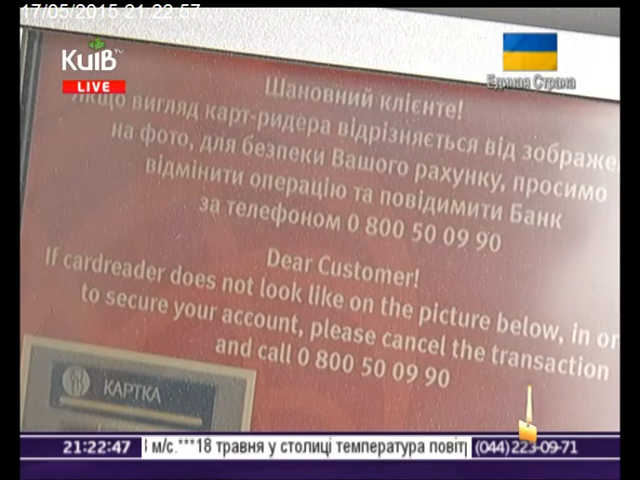 17/05/2015 21:22:57
КиїВ TV
LIVE
Единая Страна
Шановний клієнте!
Якщо вигляд карт-ридера відрізняється від зображе
на фото, для безпеки Вашого рахунку, просимо
відмінити операцію та повідимити Банк
за телефоном 0 800 50 09 90
Dear Customer!
If cardreader does not look like on the picture below, in or
to secure your account, please cancel the transaction
and call 0 800 50 09 90
КАРТКА
21:22:47
м/с.***18 травня у столиці температура повіт
(044) 223-09-71